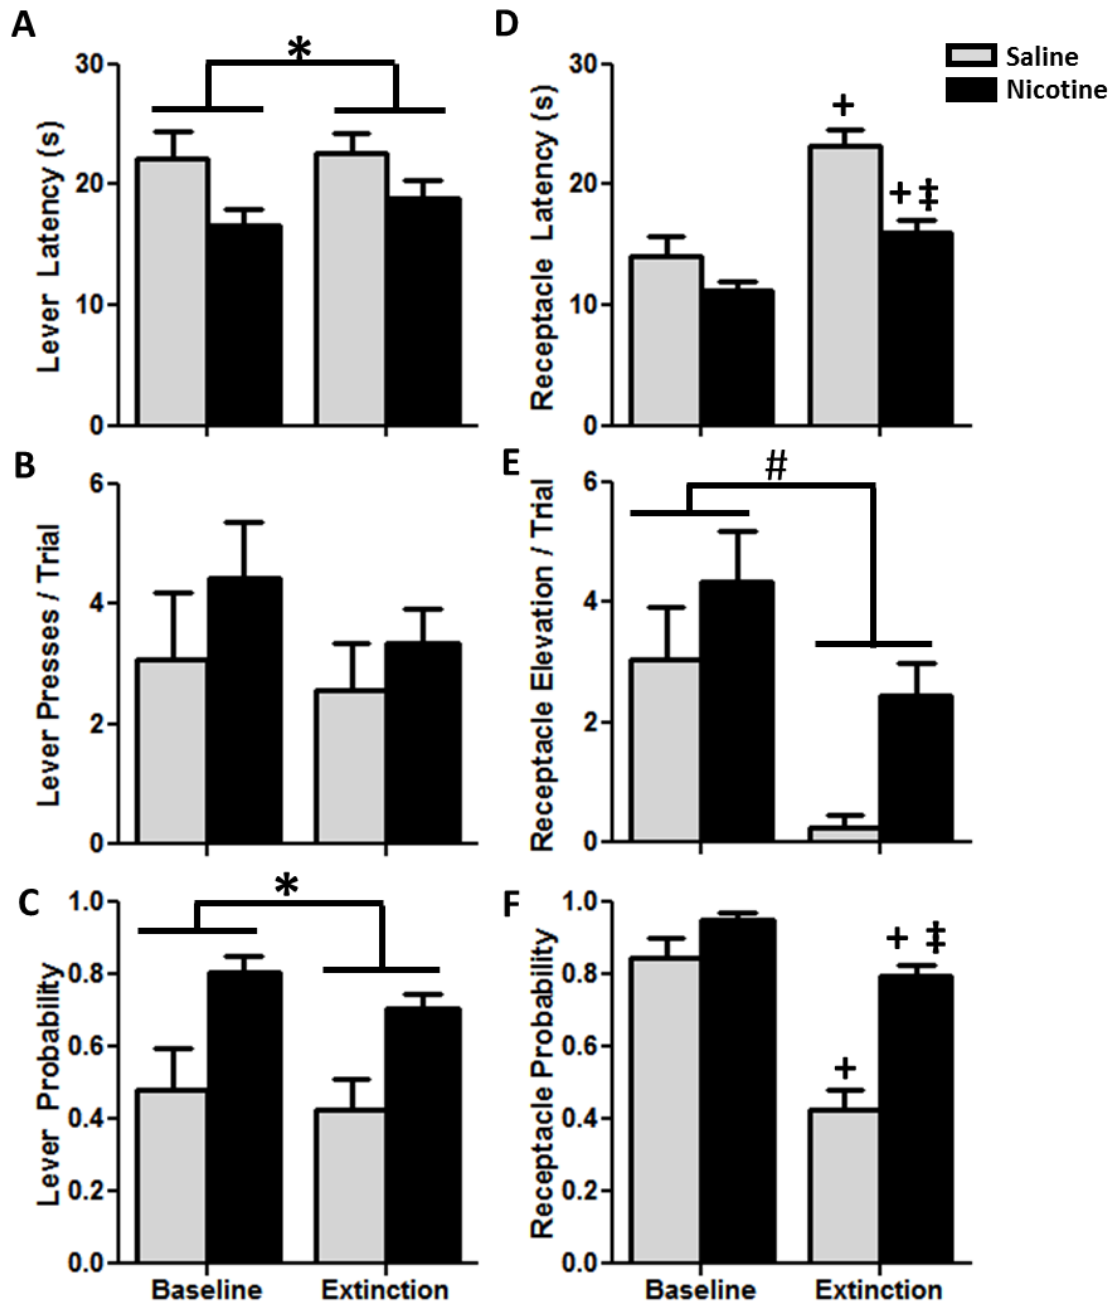 A
*
30
20
10
0
Lever Latency (s)
D
30
20
10
0
Receptacle Latency (s)
+
+ ‡
Saline
Nicotine
B
6
4
2
0
Lever Presses / Trial
E
#
6
4
2
0
Receptacle Elevation / Trial
C
*
1.0
0.8
0.6
0.4
0.2
0.0
Lever Probability
Baseline
Extinction
F
1.0
0.8
0.6
0.4
0.2
0.0
Receptacle Probability
+
+ ‡
Baseline
Extinction